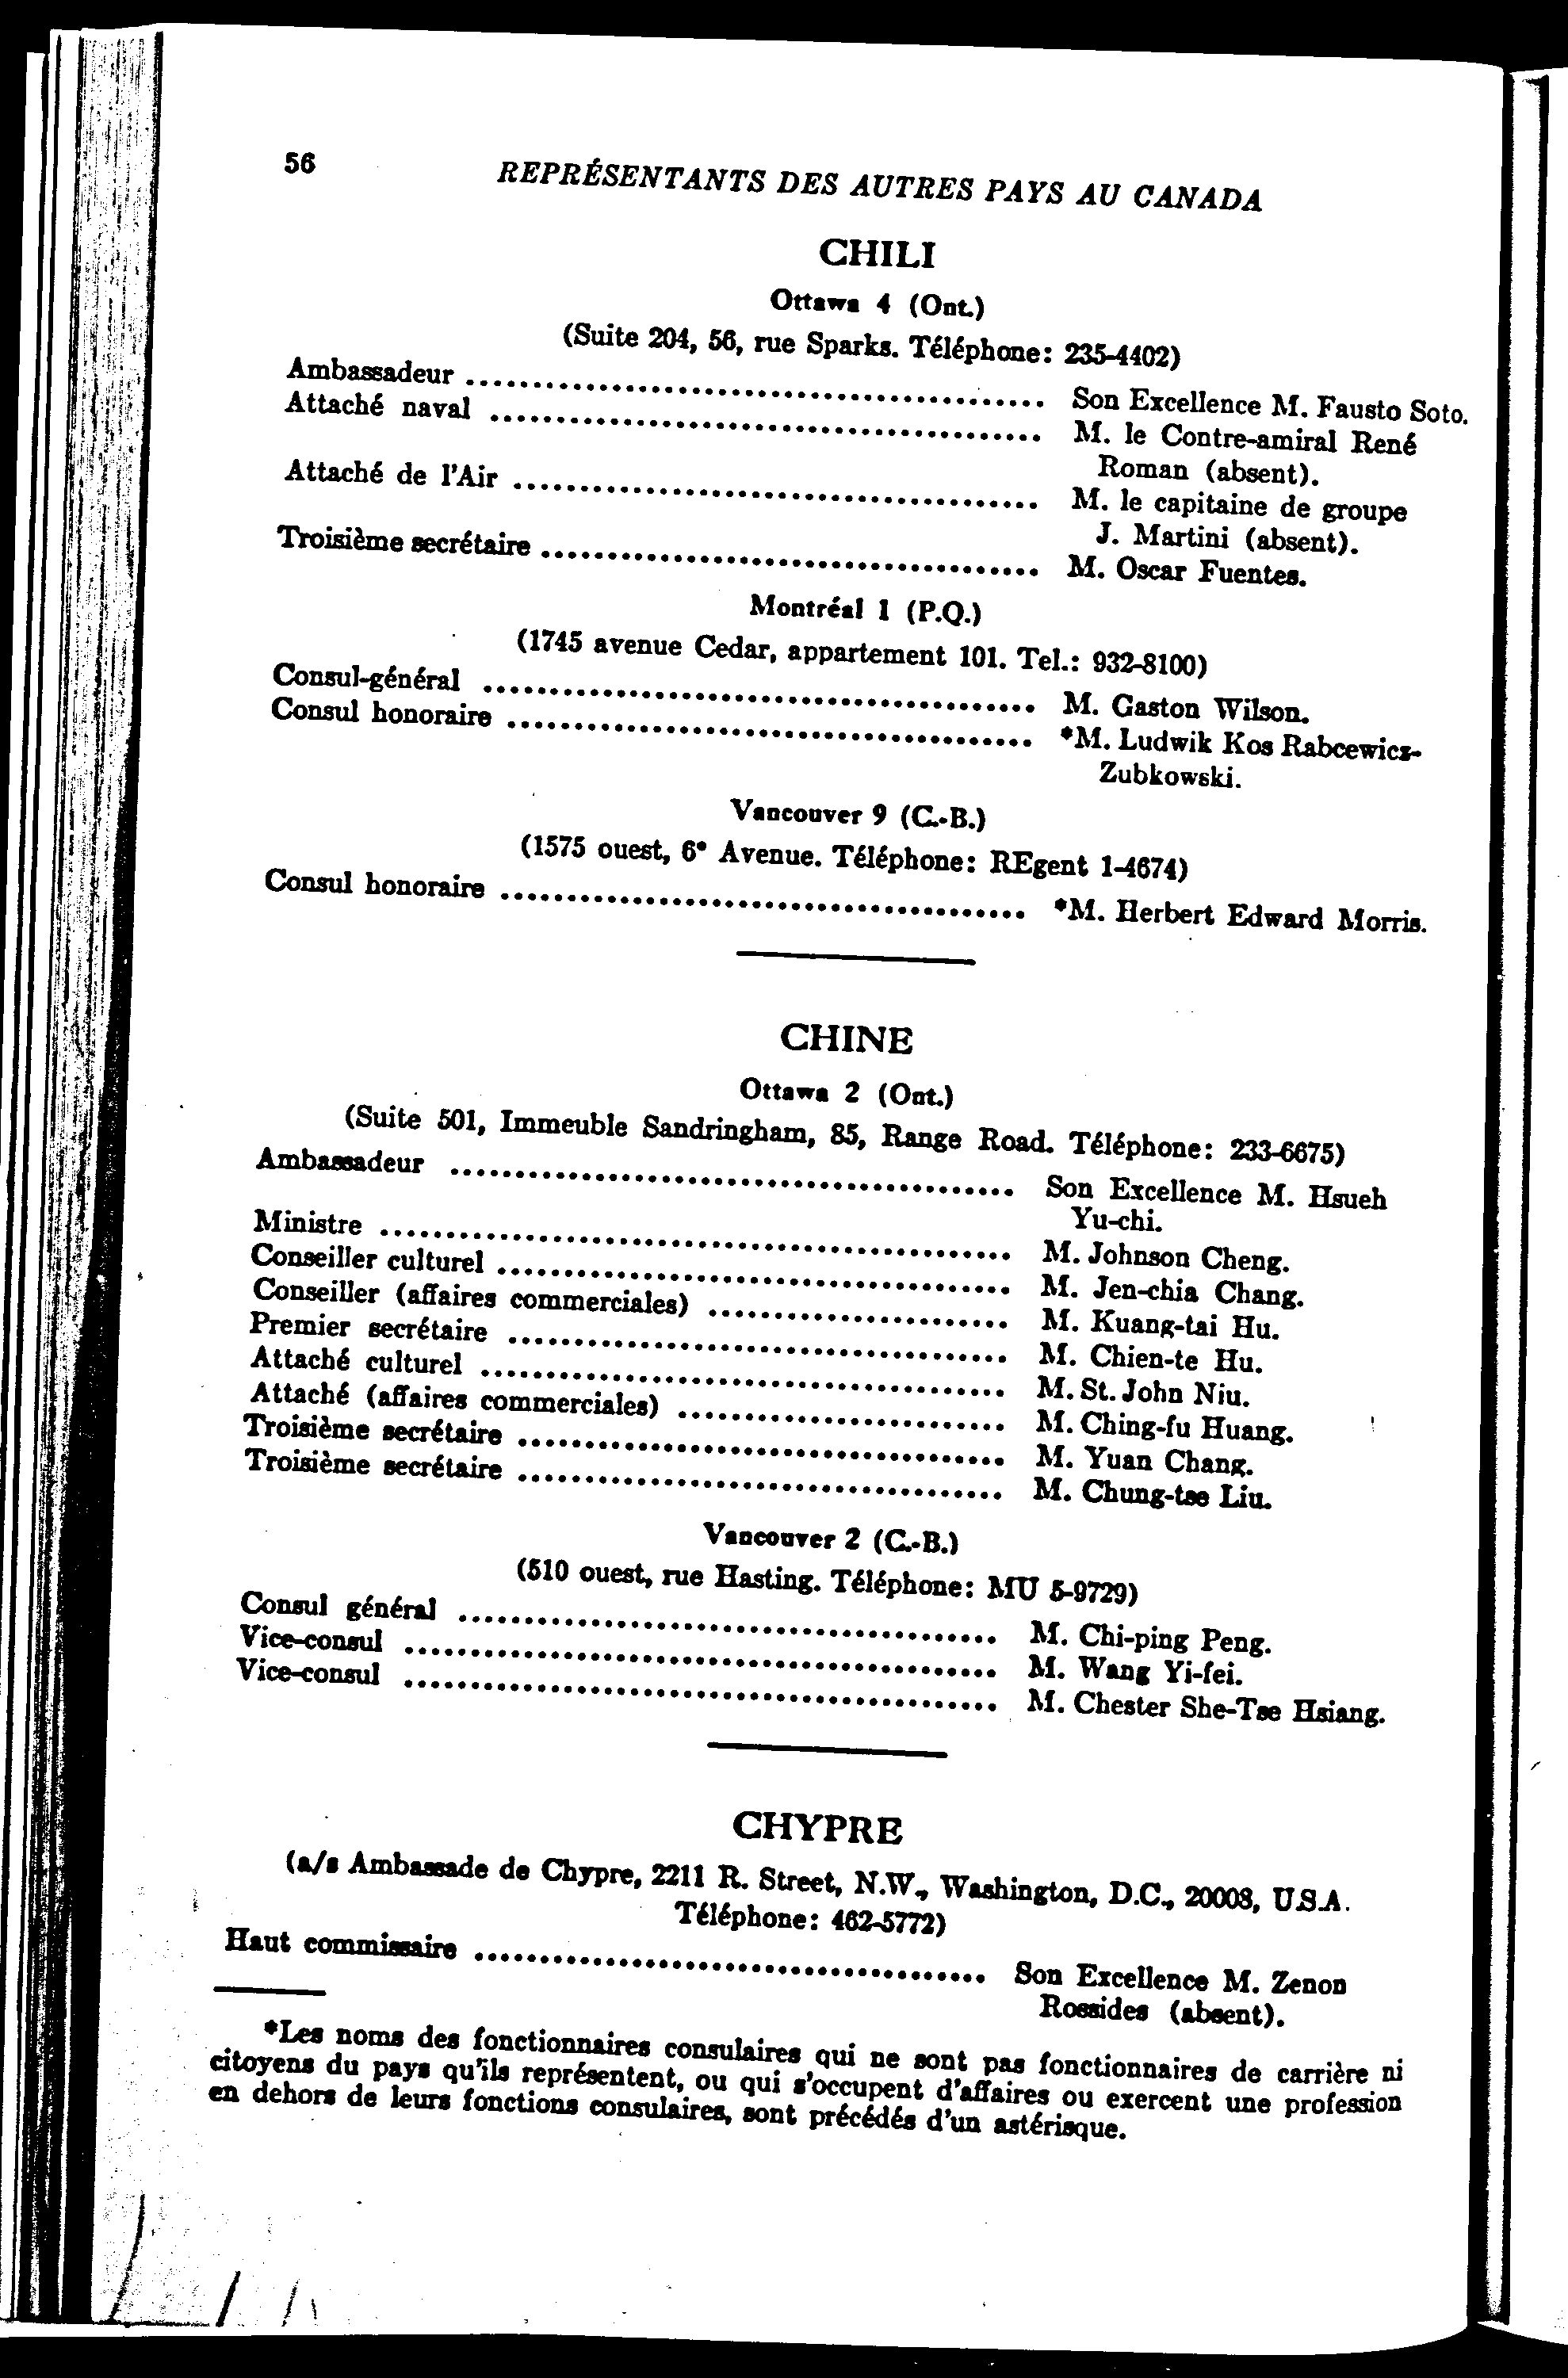 56
REPRÉSENTANTS DES AUTRES PAYS AU CANADA
CHILI
Ottawa 4 (Ont.)
(Suite 204, 56, rue Sparks. Téléphone: 235-4402)
Ambassadeur ........................................ Son Excellence M. Fausto Soto.
Attaché naval ........................................ M. le Contre-amiral René
Roman (absent).
Attaché de l'Air ........................................ M. le capitaine de groupe
J. Martini (absent).
Troisième secrétaire ........................................ M. Oscar Fuentes.
Montréal 1 (P.Q.)
(1745 avenue Cedar, appartement 101. Tel.: 932-8100)
Consul-général ........................................ M. Gaston Wilson.
Consul honoraire ........................................ *M. Ludwik Kos Rabcewicz-
Zubkowski.
Vancouver 9 (C.-B.)
(1575 ouest, 6e Avenue. Téléphone: REgent 1-4674)
Consul honoraire ........................................ *M. Herbert Edward Morris.
CHINE
Ottawa 2 (Ont.)
(Suite 501, Immeuble Sandringham, 85, Range Road. Téléphone: 233-6675)
Ambassadeur ........................................ Son Excellence M. Hsueh
Yu-chi.
Ministre ........................................ M. Johnson Cheng.
Conseiller culturel ........................................ M. Jen-chia Chang.
Conseiller (affaires commerciales) ......................... M. Kuang-tai Hu.
Premier secrétaire ........................................ M. Chien-te Hu.
Attaché culturel ........................................ M. St. John Niu.
Attaché (affaires commerciales) ......................... M. Ching-fu Huang.
Troisième secrétaire ........................................ M. Yuan Chang.
Troisième secrétaire ........................................ M. Chung-tse Liu.
Vancouver 2 (C.-B.)
(510 ouest, rue Hasting. Téléphone: MU 5-9729)
Consul général ........................................ M. Chi-ping Peng.
Vice-consul ........................................ M. Wang Yi-fei.
Vice-consul ........................................ M. Chester She-Tse Hsiang.
CHYPRE
(a/s Ambassade de Chypre, 2211 R. Street, N.W., Washington, D.C., 20008, U.S.A.
Téléphone: 462-5772)
Haut commissaire ........................................ Son Excellence M. Zenon
Rossides (absent).
*Les noms des fonctionnaires consulaires qui ne sont pas fonctionnaires de carrière ni
citoyens du pays qu'ils représentent, ou qui s'occupent d'affaires ou exercent une profession
en dehors de leurs fonctions consulaires, sont précédés d'un astérisque.